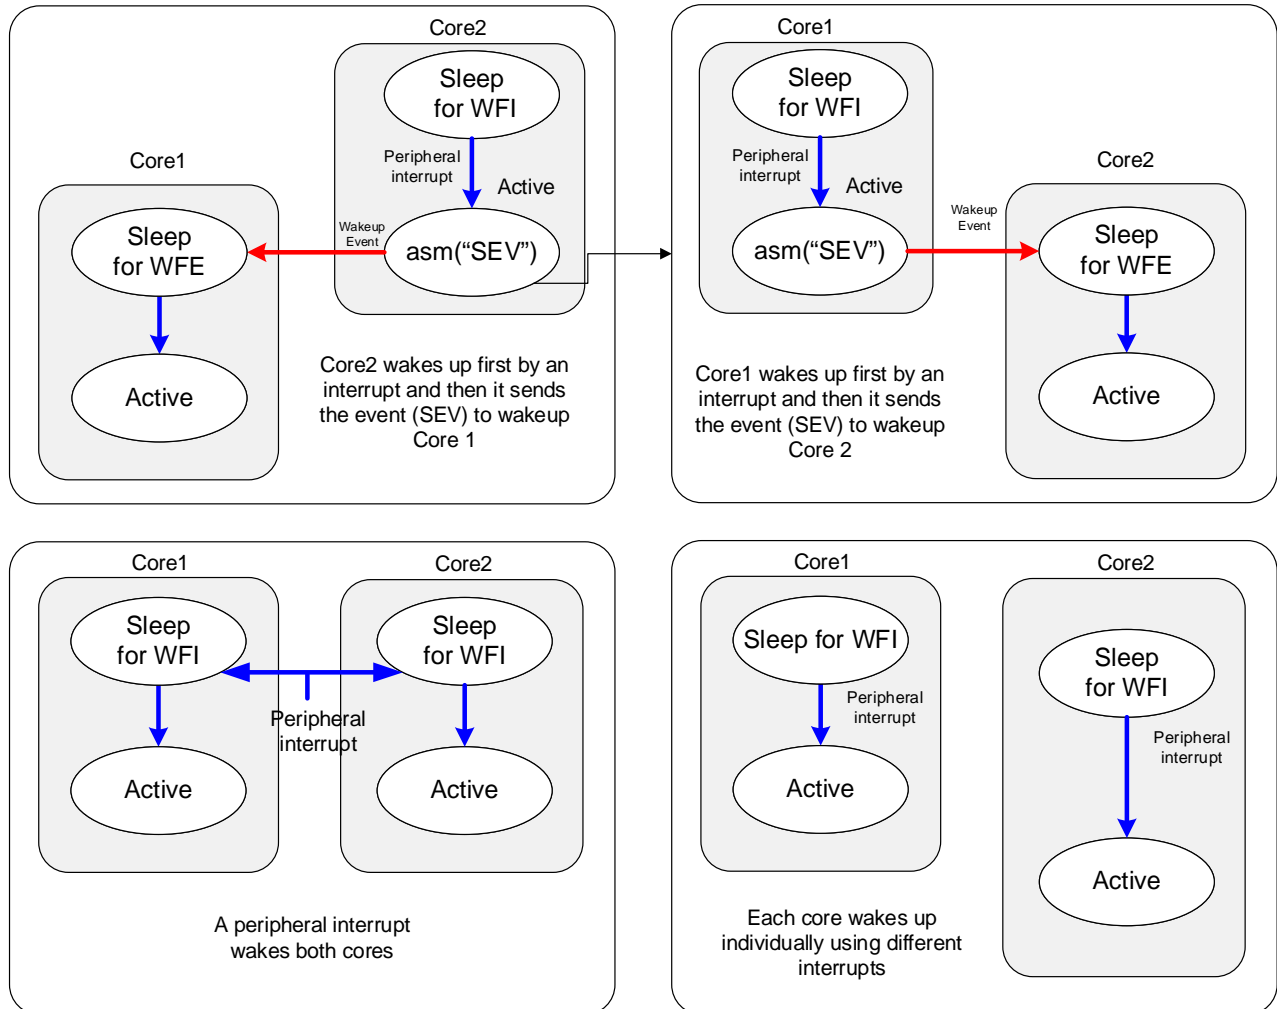 Core2
Sleep
for WFI
Peripheral
interrupt
Active
Core1
Sleep
for WFE
Wakeup
Event
asm(“SEV”)
Active
Core2 wakes up first by an
interrupt and then it sends
the event (SEV) to wakeup
Core 1
Core1
Sleep
for WFI
Peripheral
interrupt
Active
Core2
asm(“SEV”)
Wakeup
Event
Sleep
for WFE
Active
Core1 wakes up first by an
interrupt and then it sends
the event (SEV) to wakeup
Core 2
Core1
Core2
Sleep
for WFI
Sleep
for WFI
Peripheral
interrupt
Active
Active
A peripheral interrupt
wakes both cores
Core1
Core2
Sleep for WFI
Peripheral
interrupt
Active
Sleep
for WFI
Peripheral
interrupt
Active
Each core wakes up
individually using different
interrupts